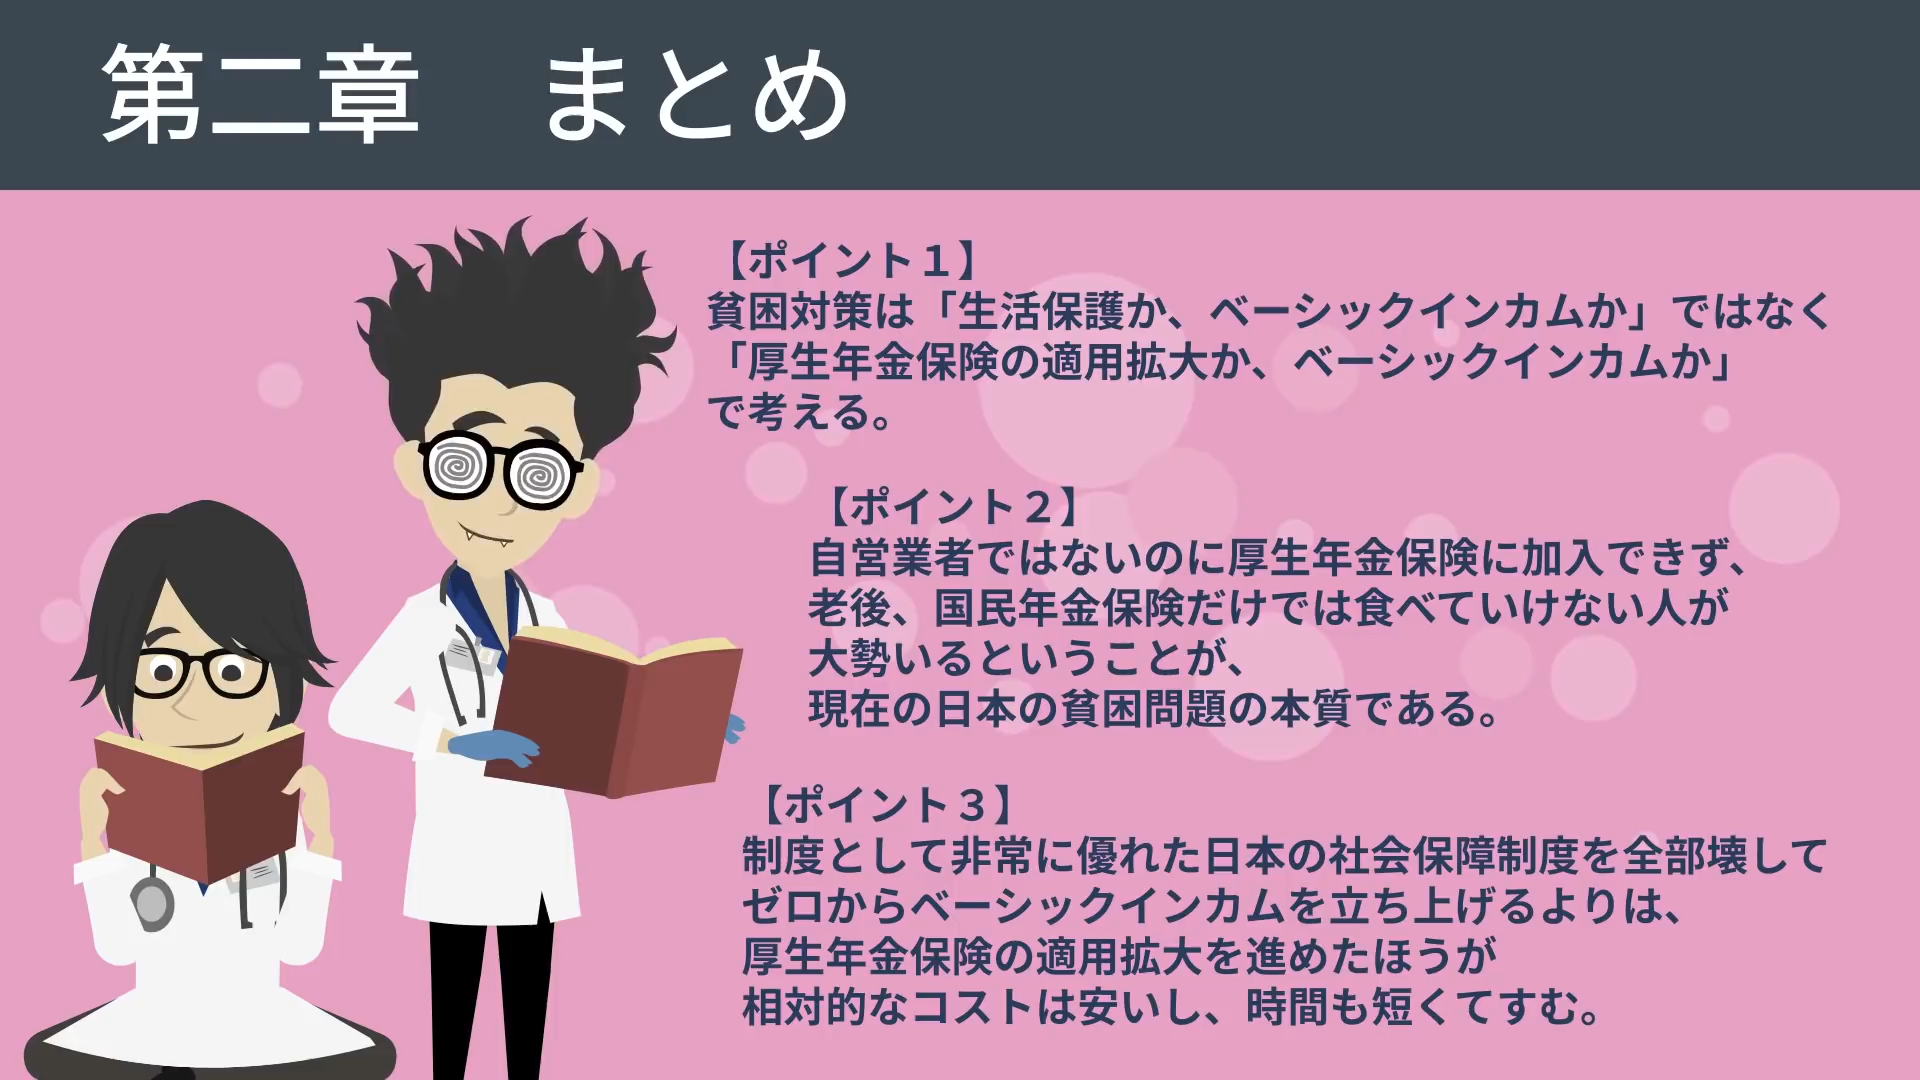 第二章　まとめ
【ポイント１】
貧困対策は「生活保護か、ベーシックインカムか」ではなく
「厚生年金保険の適用拡大か、ベーシックインカムか」
で考える。
【ポイント２】
自営業者ではないのに厚生年金保険に加入できず、
老後、国民年金保険だけでは食べていけない人が
大勢いるということが、
現在の日本の貧困問題の本質である。
【ポイント３】
制度として非常に優れた日本の社会保障制度を全部壊して
ゼロからベーシックインカムを立ち上げるよりは、
厚生年金保険の適用拡大を進めたほうが
相対的なコストは安いし、時間も短くてすむ。